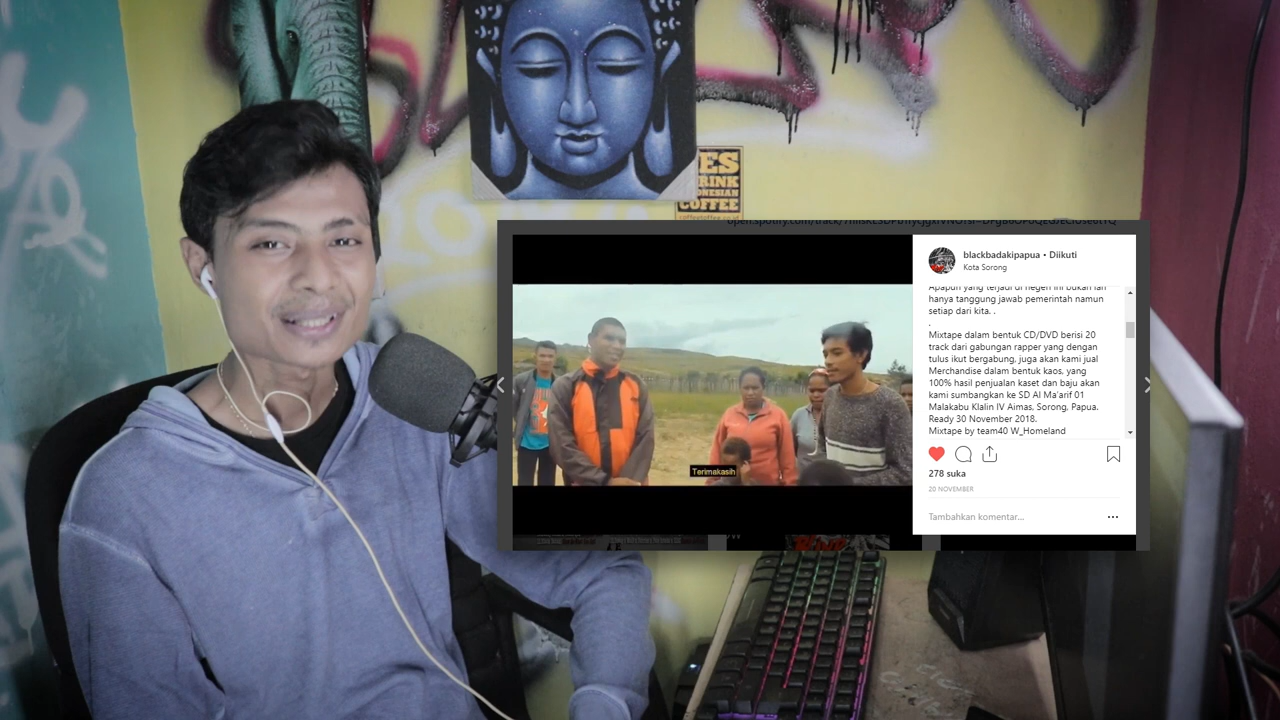 YES
DRINK
INDONESIAN
COFFEE
blackbadakipapua • Diikuti
Kota Sorong
Apapun yang terjadi di negeri ini bukan lah
hanya tanggung jawab pemerintah namun
setiap dari kita. .
.
Mixtape dalam bentuk CD/DVD berisi 20
track dari gabungan rapper yang dengan
tulus ikut bergabung. juga akan kami jual
Merchandise dalam bentuk kaos, yang
100% hasil penjualan kaset dan baju akan
kami sumbangkan ke SD Al Ma'arif 01
Malakabu Klalin IV Aimas, Sorong, Papua.
Ready 30 November 2018.
Mixtape by team40 W_Homeland
Terimakasih
278 suka
20 NOVEMBER
Tambahkan komentar...